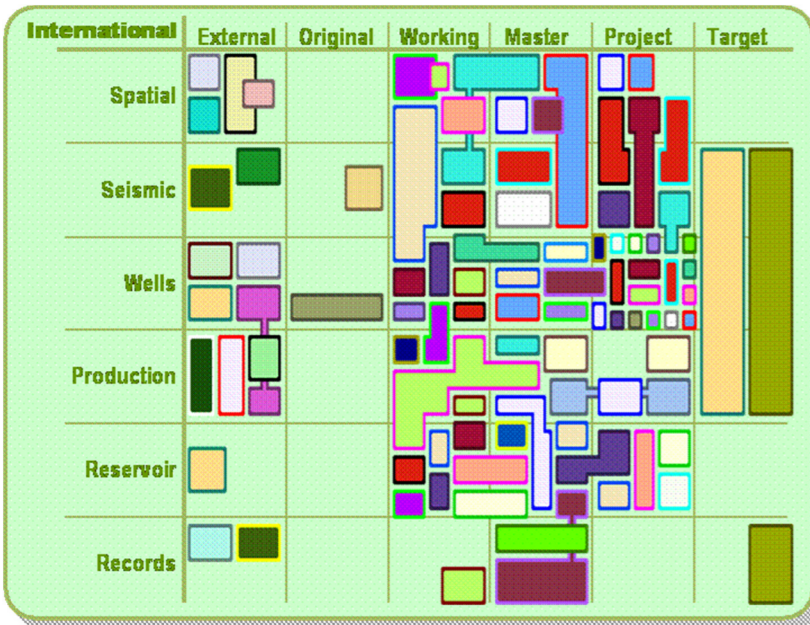 International External Original Working Master Project Target
Spatial
Seismic
Wells
Production
Reservoir
Records